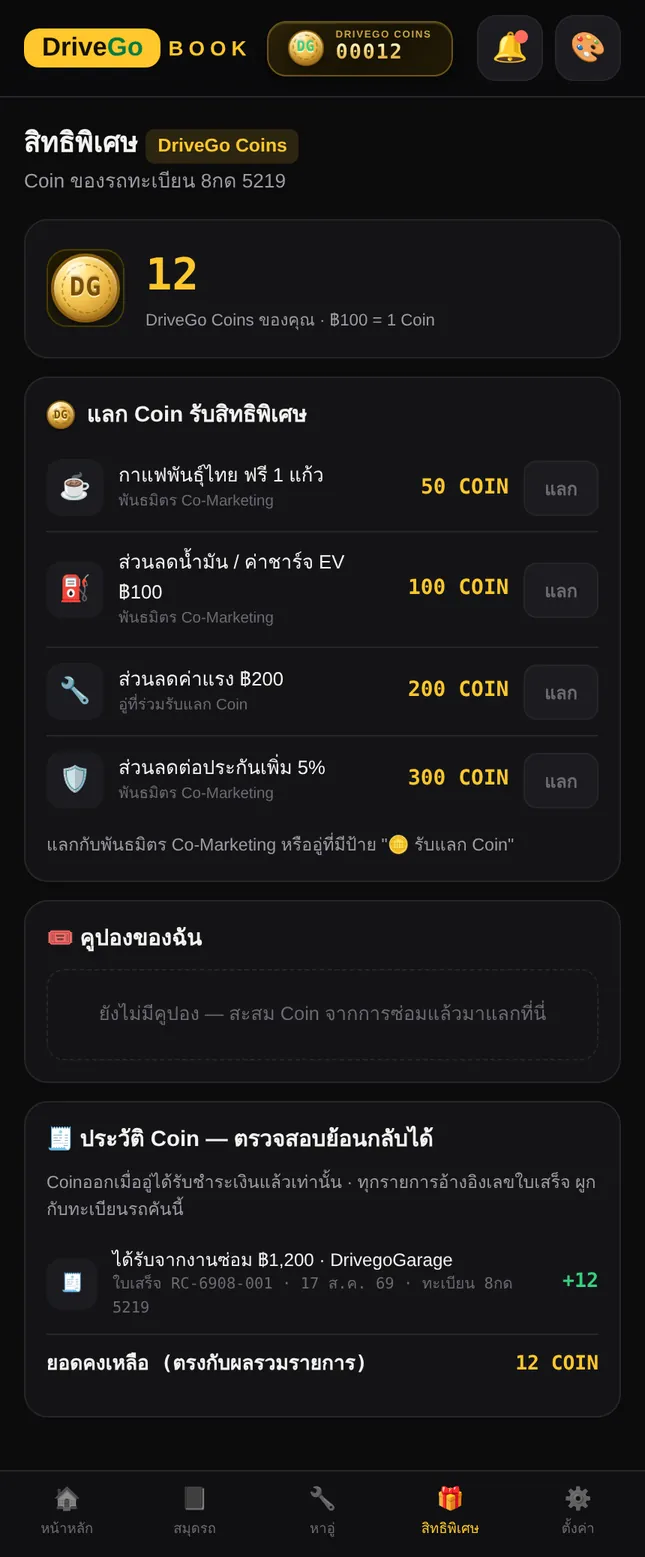 DriveGo BOOK
DG
DRIVEGO COINS
00012
สิทธิพิเศษ DriveGo Coins
Coin ของรถทะเบียน 8กด 5219
DG
12
DriveGo Coins ของคุณ · ฿100 = 1 Coin
DG แลก Coin รับสิทธิพิเศษ
กาแฟพันธุ์ไทย ฟรี 1 แก้ว
พันธมิตร Co-Marketing
50 COIN
แลก
ส่วนลดน้ำมัน / ค่าชาร์จ EV
฿100
พันธมิตร Co-Marketing
100 COIN
แลก
ส่วนลดค่าแรง ฿200
อู่ที่ร่วมรับแลก Coin
200 COIN
แลก
ส่วนลดต่อประกันเพิ่ม 5%
พันธมิตร Co-Marketing
300 COIN
แลก
แลกกับพันธมิตร Co-Marketing หรืออู่ที่มีป้าย "🪙 รับแลก Coin"
🎟️ คูปองของฉัน
ยังไม่มีคูปอง — สะสม Coin จากการซ่อมแล้วมาแลกที่นี่
🧾 ประวัติ Coin — ตรวจสอบย้อนกลับได้
Coinออกเมื่ออู่ได้รับชำระเงินแล้วเท่านั้น · ทุกรายการอ้างอิงเลขใบเสร็จ ผูก
กับทะเบียนรถคันนี้
ได้รับจากงานซ่อม ฿1,200 · DrivegoGarage
ใบเสร็จ RC-6908-001 · 17 ส.ค. 69 · ทะเบียน 8กด
5219
+12
ยอดคงเหลือ (ตรงกับผลรวมรายการ)
12 COIN
หน้าหลัก
สมุดรถ
หาอู่
สิทธิพิเศษ
ตั้งค่า